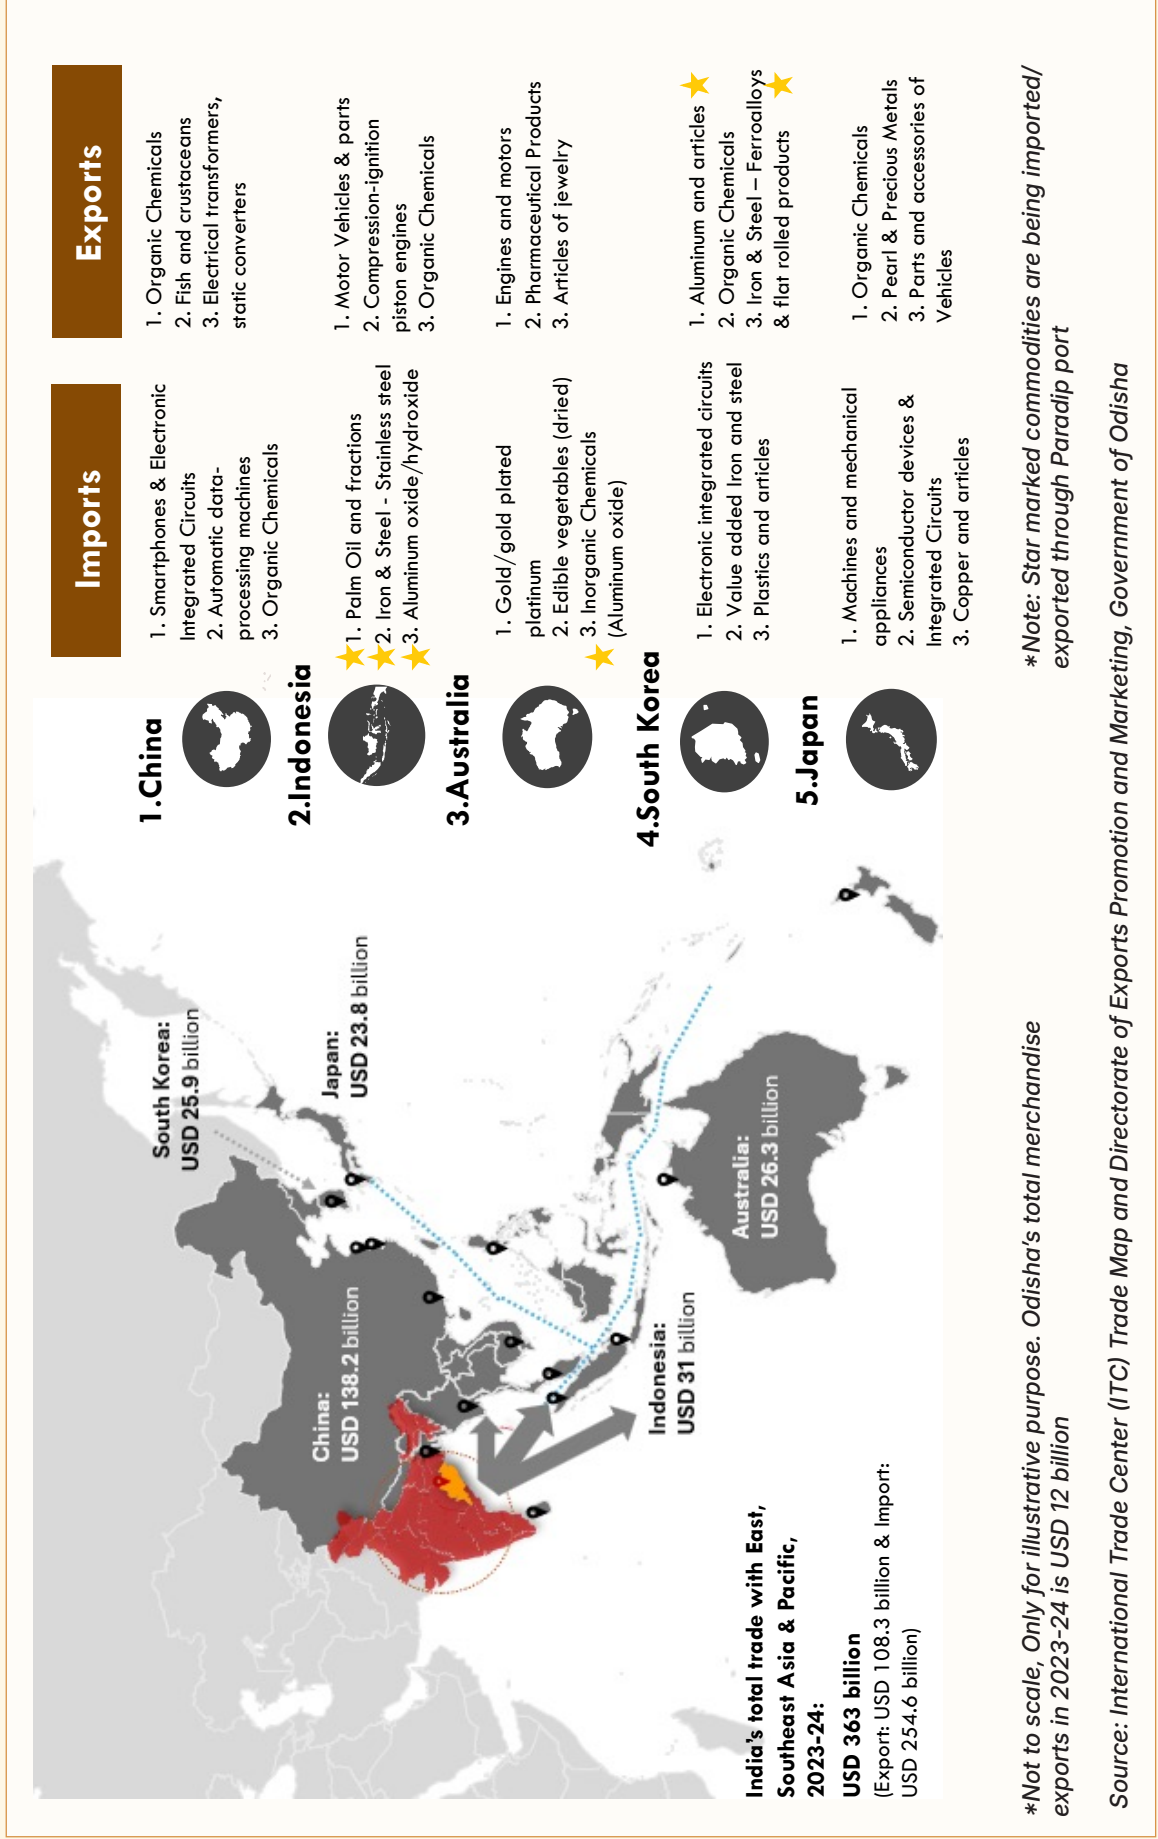 South Korea:
USD 25.9 billion
Japan:
USD 23.8 billion
China:
USD 138.2 billion
Indonesia:
USD 31 billion
Australia:
USD 26.3 billion
India's total trade with East,
Southeast Asia & Pacific,
2023-24:
USD 363 billion
(Export: USD 108.3 billion & Import:
USD 254.6 billion)
Imports
Exports
1.China
1. Smartphones & Electronic
Integrated Circuits
2. Automatic data-
processing machines
3. Organic Chemicals
1. Organic Chemicals
2. Fish and crustaceans
3. Electrical transformers,
static converters
2.Indonesia
1. Palm Oil and fractions
2. Iron & Steel - Stainless steel
3. Aluminum oxide/hydroxide
1. Motor Vehicles & parts
2. Compression-ignition
piston engines
3. Organic Chemicals
3.Australia
1. Gold/gold plated
platinum
2. Edible vegetables (dried)
3. Inorganic Chemicals
(Aluminum oxide)
1. Engines and motors
2. Pharmaceutical Products
3. Articles of jewelry
4.South Korea
1. Electronic integrated circuits
2. Value added Iron and steel
3. Plastics and articles
1. Aluminum and articles
2. Organic Chemicals
3. Iron & Steel – Ferroalloys
& flat rolled products
5.Japan
1. Machines and mechanical
appliances
2. Semiconductor devices &
Integrated Circuits
3. Copper and articles
1. Organic Chemicals
2. Pearl & Precious Metals
3. Parts and accessories of
Vehicles
*Not to scale, Only for illustrative purpose. Odisha's total merchandise
exports in 2023-24 is USD 12 billion
*Note: Star marked commodities are being imported/
exported through Paradip port
Source: International Trade Center (ITC) Trade Map and Directorate of Exports Promotion and Marketing, Government of Odisha